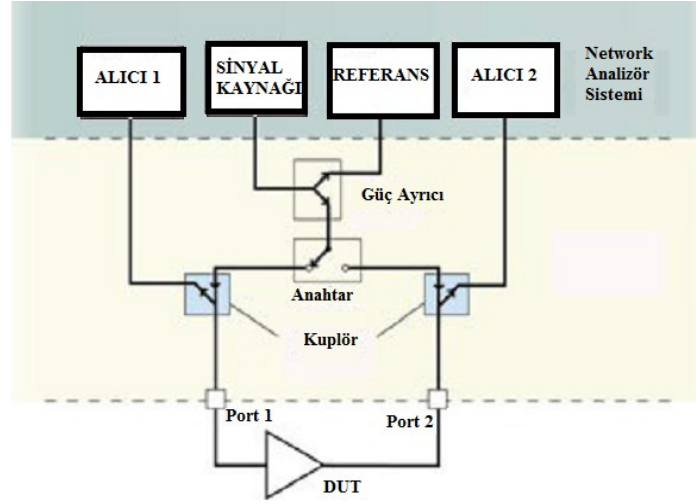 ALICI 1
SİNYAL
KAYNAĞI
REFERANS
ALICI 2
Network
Analizör
Sistemi
Güç Ayrıcı
Anahtar
Kuplör
Port 1
Port 2
DUT